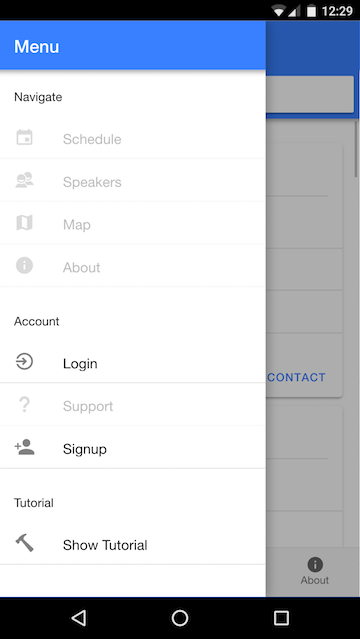 12:29
Menu
Navigate
Schedule
Speakers
Map
About
Account
Login
CONTACT
Support
Signup
Tutorial
Show Tutorial
About